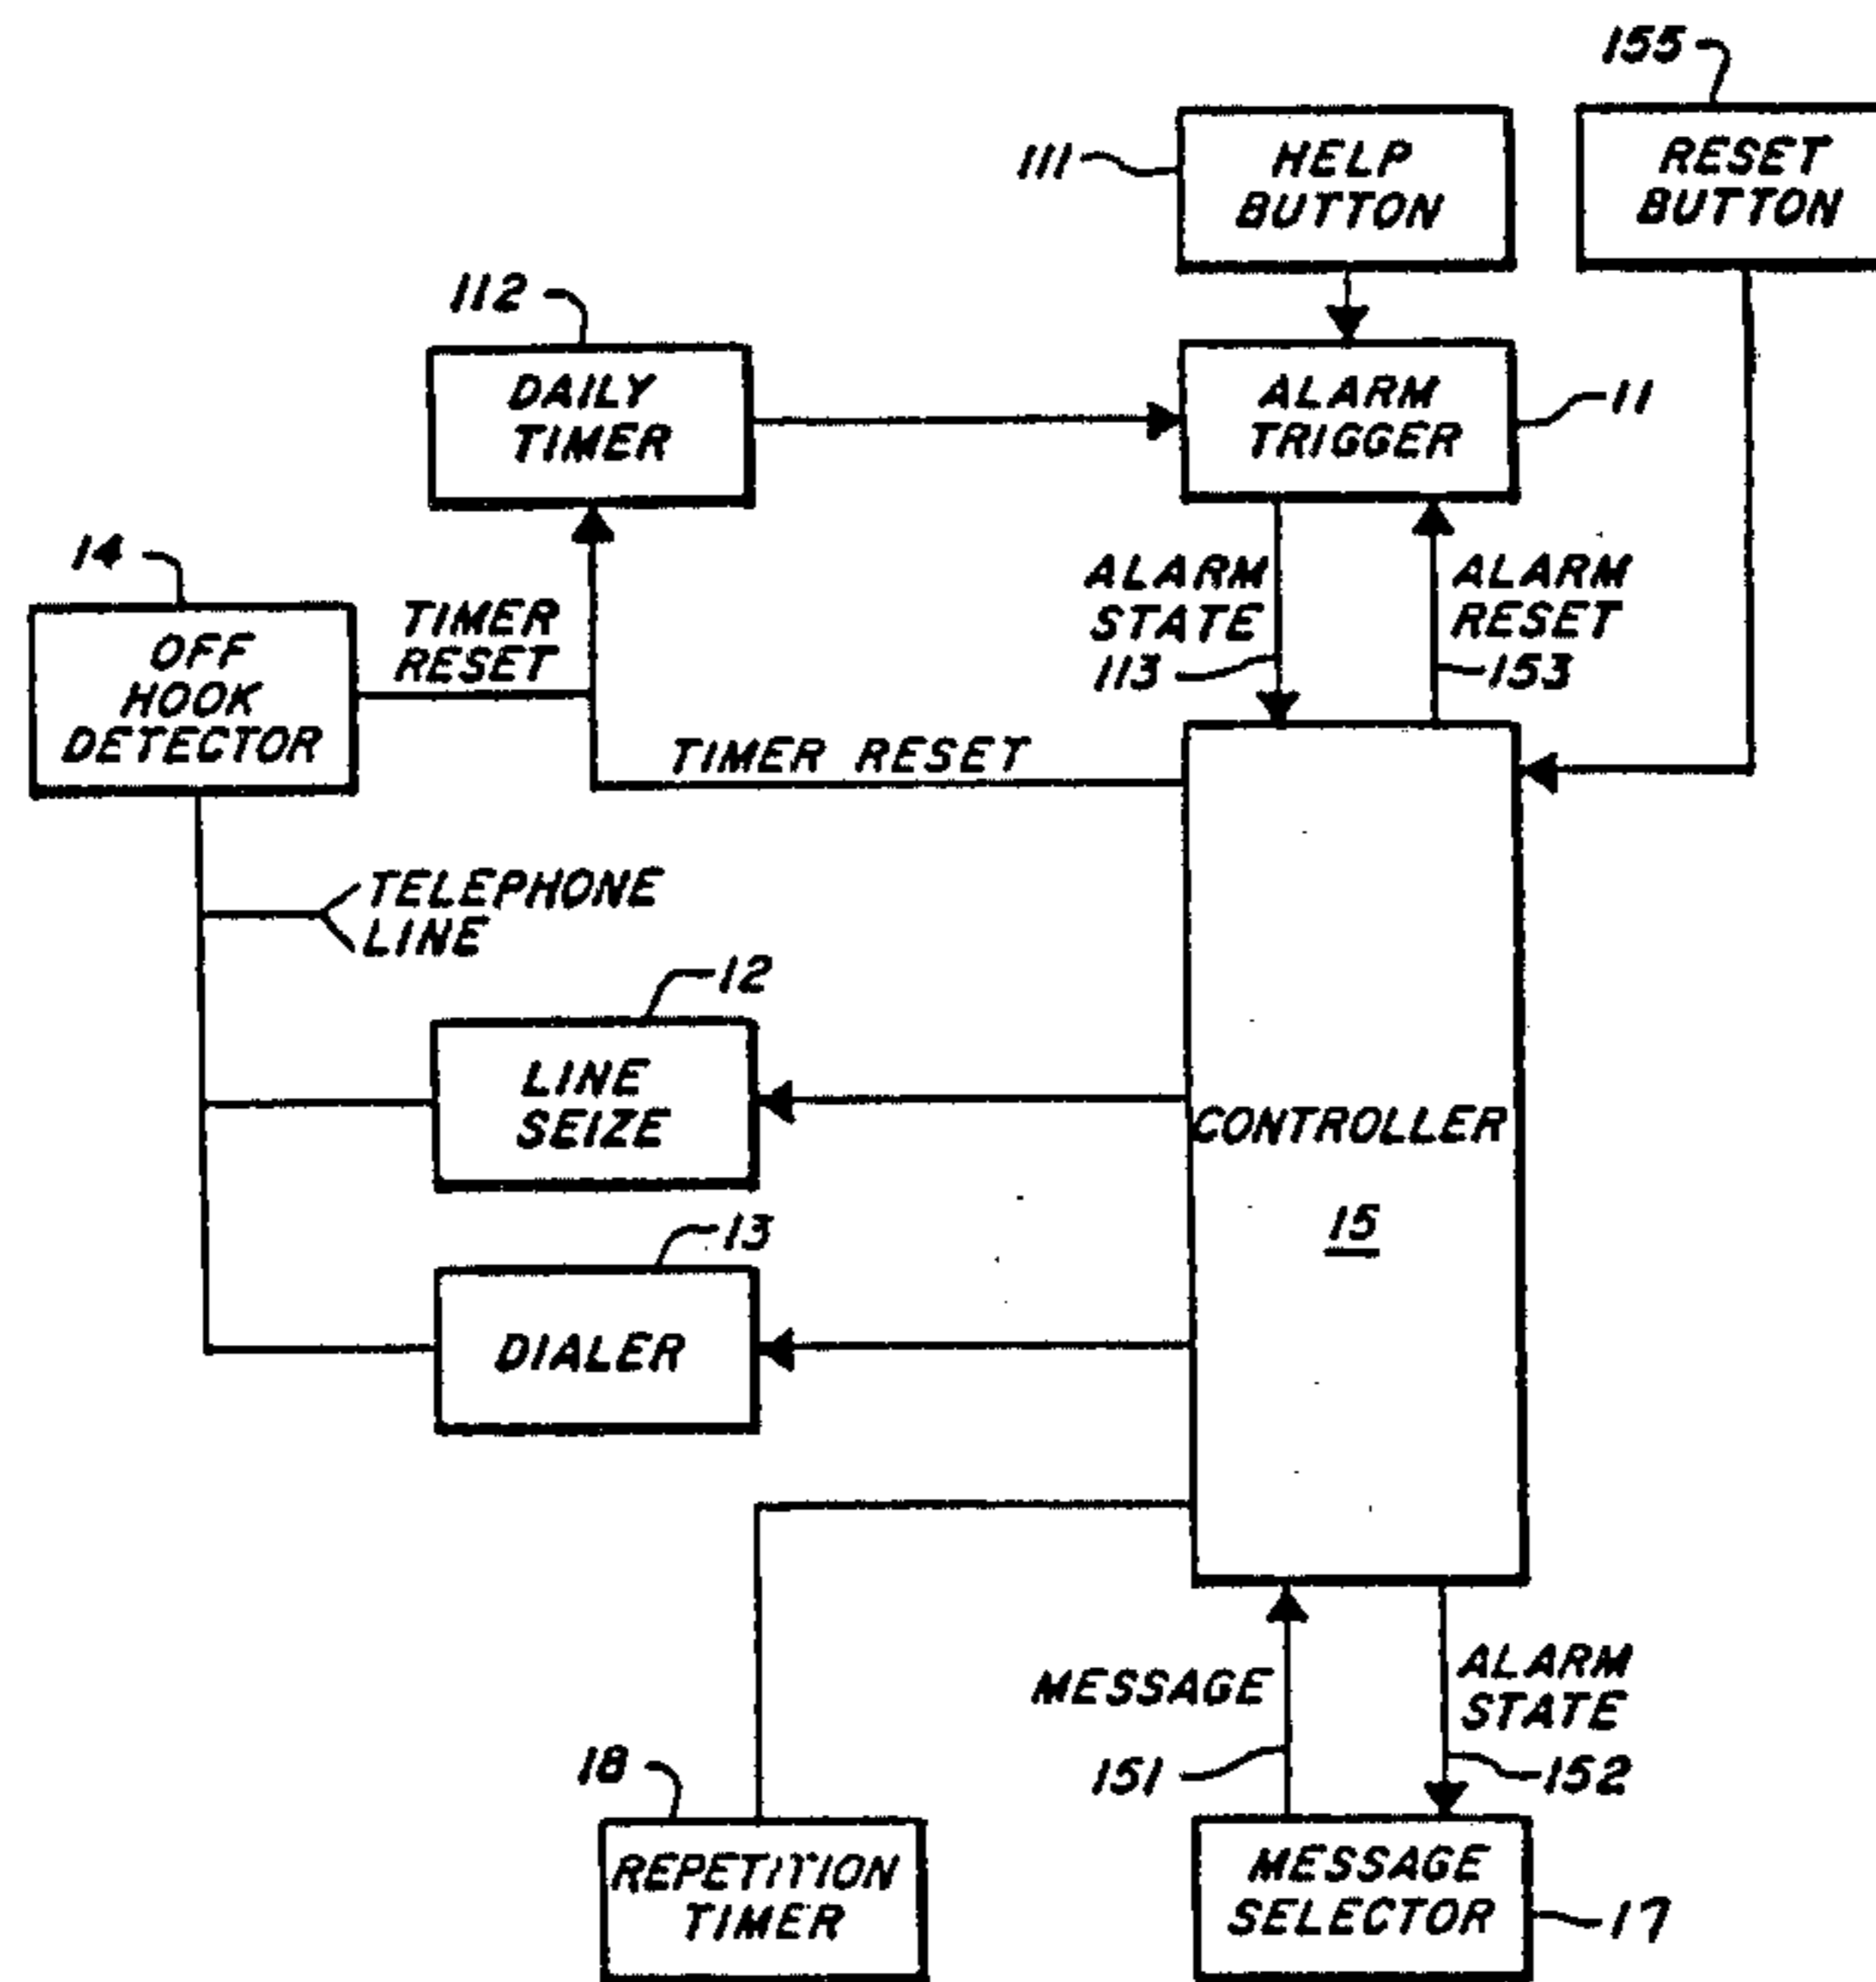 155
111
HELP
BUTTON
RESET
BUTTON
112
DAILY
TIMER
ALARM
TRIGGER
11
14
OFF
HOOK
DETECTOR
TIMER
RESET
ALARM
STATE
113
ALARM
RESET
153
TIMER RESET
TELEPHONE
LINE
12
LINE
SEIZE
CONTROLLER
15
13
DIALER
MESSAGE
151
ALARM
STATE
152
18
REPETITION
TIMER
MESSAGE
SELECTOR
17